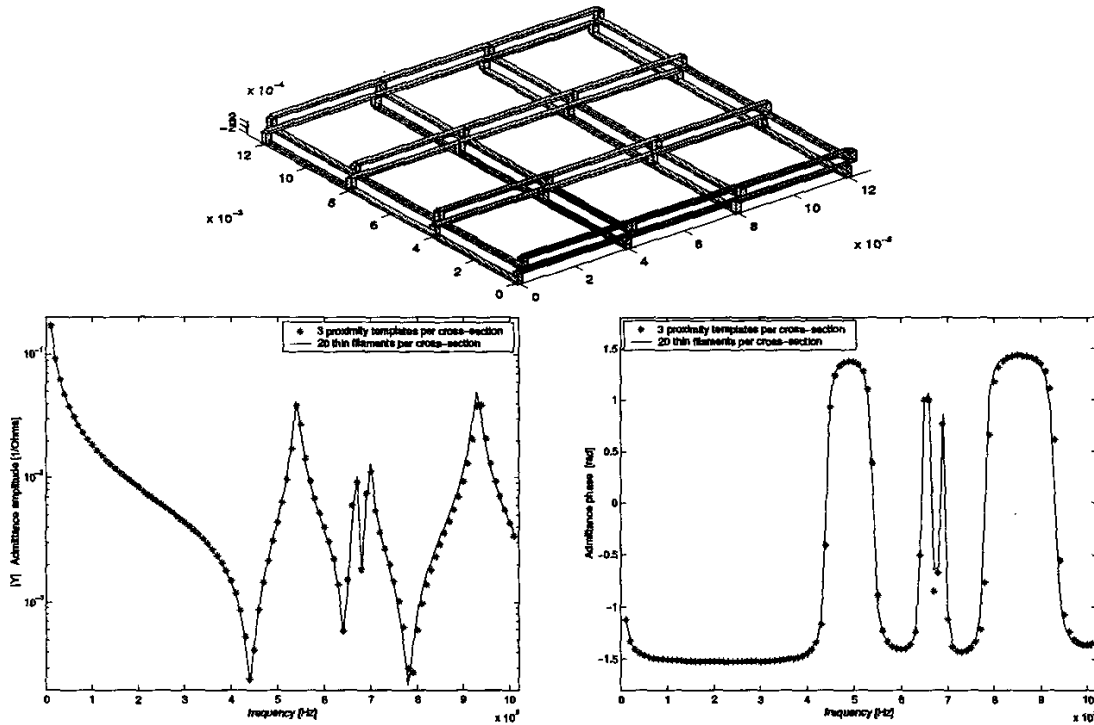 × 10⁻⁴
2
0
-2
12
10
8
6
4
2
0
× 10⁻³
0
2
4
6
8
10
12
3 proximity templates per cross-section
20 thin filaments per cross-section
|Y| Admittance amplitude [1/Ohms]
10⁻¹
10⁻²
10⁻³
0 1 2 3 4 5 6 7 8 9 10
frequency [Hz]
3 proximity templates per cross-section
20 thin filaments per cross-section
Admittance phase [rad]
1.5
1
0.5
0
-0.5
-1
-1.5
0 1 2 3 4 5 6 7 8 9 10
frequency [Hz]